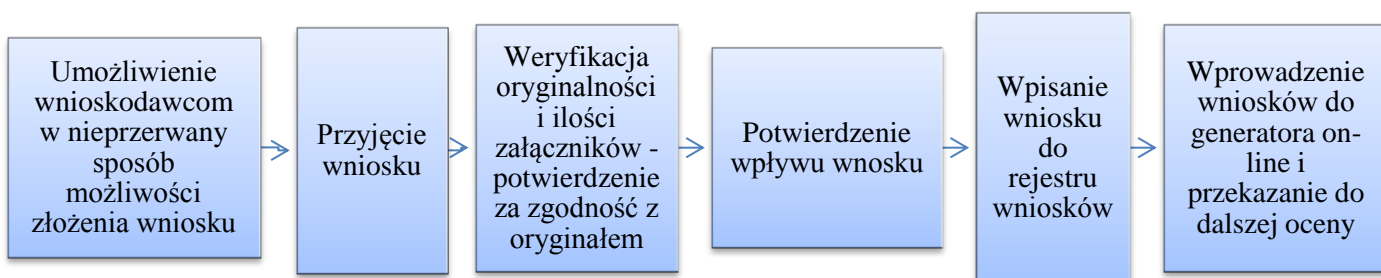 Umożliwienie
wnioskodawcom
w nieprzerwany
sposób
możliwości
złożenia wniosku
Przyjęcie
wniosku
Weryfikacja
oryginalności
i ilości
załączników -
potwierdzenie
za zgodność z
oryginałem
Potwierdzenie
wpływu wnosku
Wpisanie
wniosku
do
rejestru
wniosków
Wprowadzenie
wniosków do
generatora on-
line i
przekazanie do
dalszej oceny